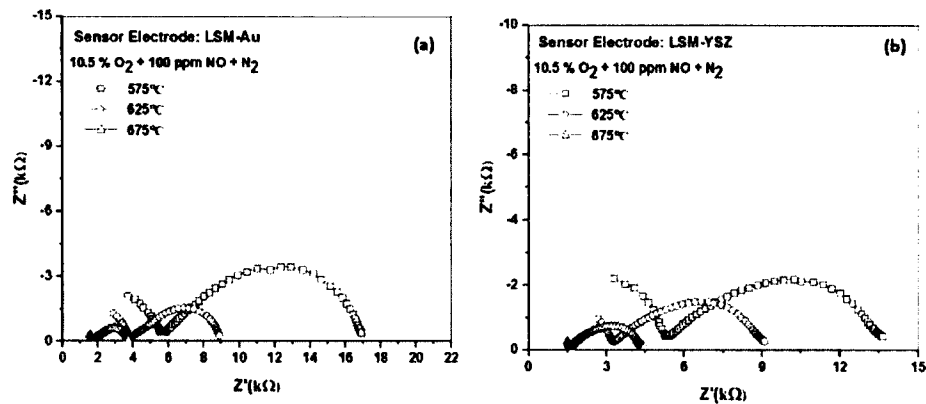 Sensor Electrode: LSM-Au
(a)
10.5 % O2 + 100 ppm NO + N2
575℃
625℃
675℃
-15
-12
-9
-6
-3
0
Z''(kΩ)
0 2 4 6 8 10 12 14 16 18 20 22
Z'(kΩ)
Sensor Electrode: LSM-YSZ
(b)
10.5 % O2 + 100 ppm NO + N2
575℃
625℃
675℃
-10
-8
-6
-4
-2
0
Z''(kΩ)
0 3 6 9 12 15
Z'(kΩ)